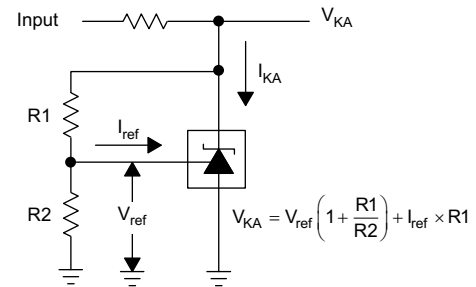 Input
V_KA
I_KA
R1
I_ref
R2
V_ref
V_KA = V_ref (1 + R1/R2) + I_ref × R1